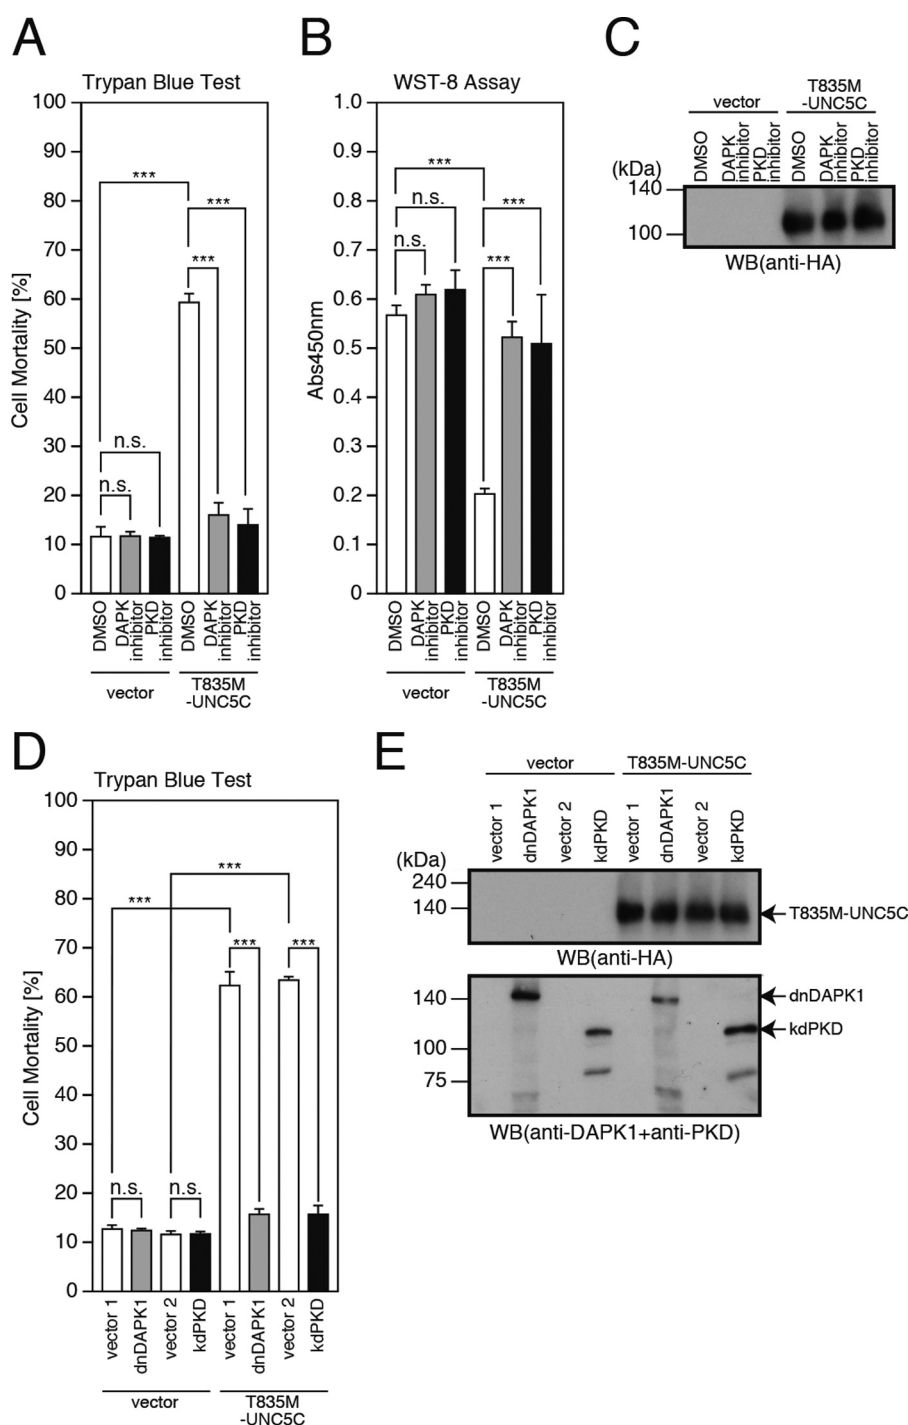 A
Trypan Blue Test
100
90
80
70
60
50
40
30
20
10
0
Cell Mortality [%]
***
***
***
n.s.
n.s.
DMSO
DAPK
inhibitor
PKD
inhibitor
DMSO
DAPK
inhibitor
PKD
inhibitor
vector
T835M
-UNC5C
B
WST-8 Assay
1.0
0.9
0.8
0.7
0.6
0.5
0.4
0.3
0.2
0.1
0
Abs450nm
***
n.s.
n.s.
***
***
DMSO
DAPK
inhibitor
PKD
inhibitor
DMSO
DAPK
inhibitor
PKD
inhibitor
vector
T835M
-UNC5C
C
vector
T835M
-UNC5C
DMSO
DAPK
inhibitor
PKD
inhibitor
DMSO
DAPK
inhibitor
PKD
inhibitor
(kDa)
140
100
WB(anti-HA)
D
Trypan Blue Test
100
90
80
70
60
50
40
30
20
10
0
Cell Mortality [%]
***
***
***
***
n.s.
n.s.
vector 1
dnDAPK1
vector 2
kdPKD
vector 1
dnDAPK1
vector 2
kdPKD
vector
T835M
-UNC5C
E
vector
T835M-UNC5C
vector 1
dnDAPK1
vector 2
kdPKD
vector 1
dnDAPK1
vector 2
kdPKD
(kDa)
240
140
T835M-UNC5C
WB(anti-HA)
140
100
75
dnDAPK1
kdPKD
WB(anti-DAPK1+anti-PKD)